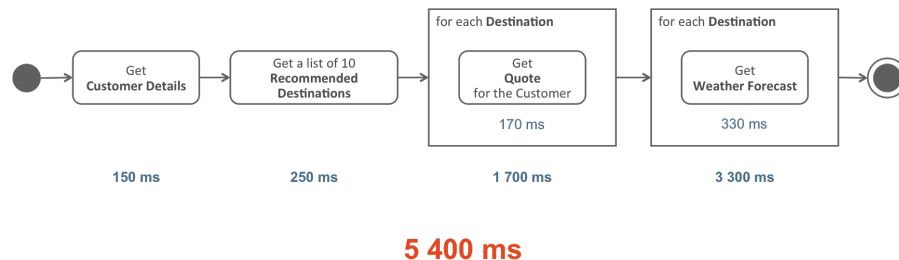 Get
Customer Details
Get a list of 10
Recommended
Destinations
for each Destination
Get
Quote
for the Customer
170 ms
for each Destination
Get
Weather Forecast
330 ms
150 ms
250 ms
1 700 ms
3 300 ms
5 400 ms